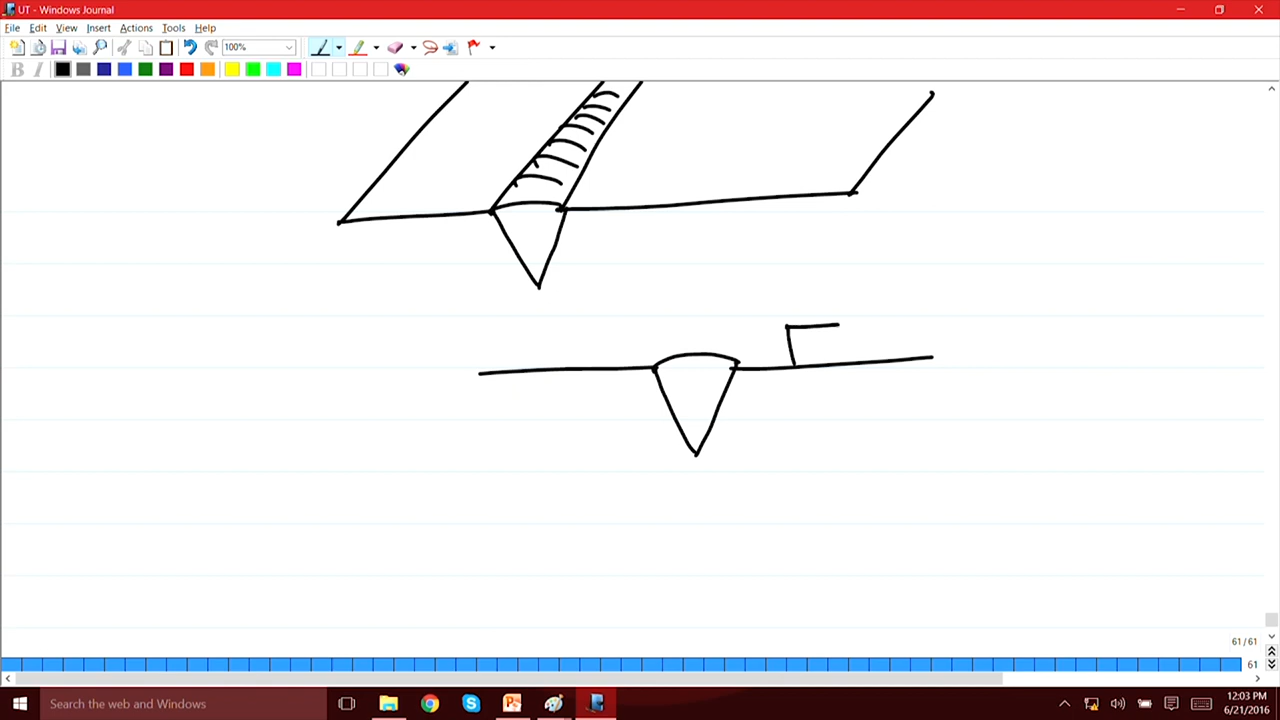 UT - Windows Journal
File Edit View Insert Actions Tools Help
100%
B I
61 / 61
61
Search the web and Windows
12:03 PM
6/21/2016